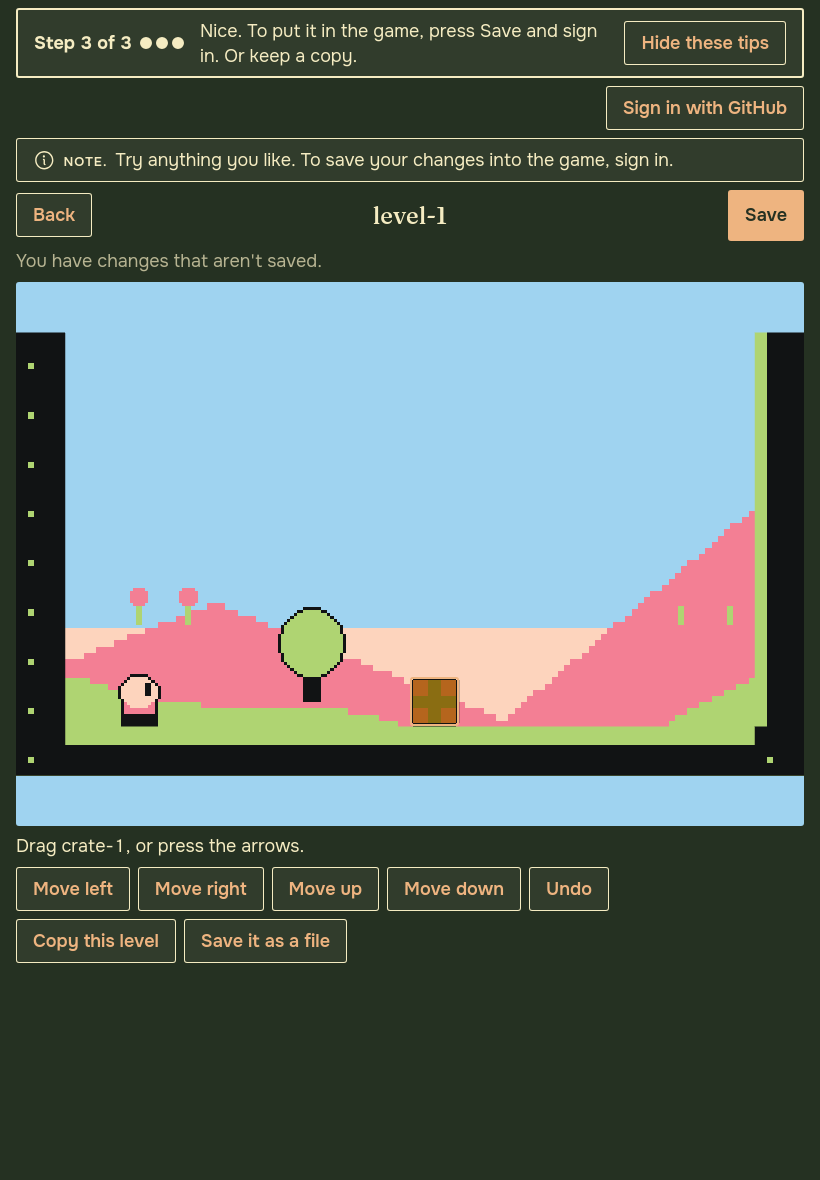 Step 3 of 3
Nice. To put it in the game, press Save and sign
in. Or keep a copy.
Hide these tips
Sign in with GitHub
NOTE. Try anything you like. To save your changes into the game, sign in.
Back
level-1
Save
You have changes that aren't saved.
Drag crate-1, or press the arrows.
Move left
Move right
Move up
Move down
Undo
Copy this level
Save it as a file